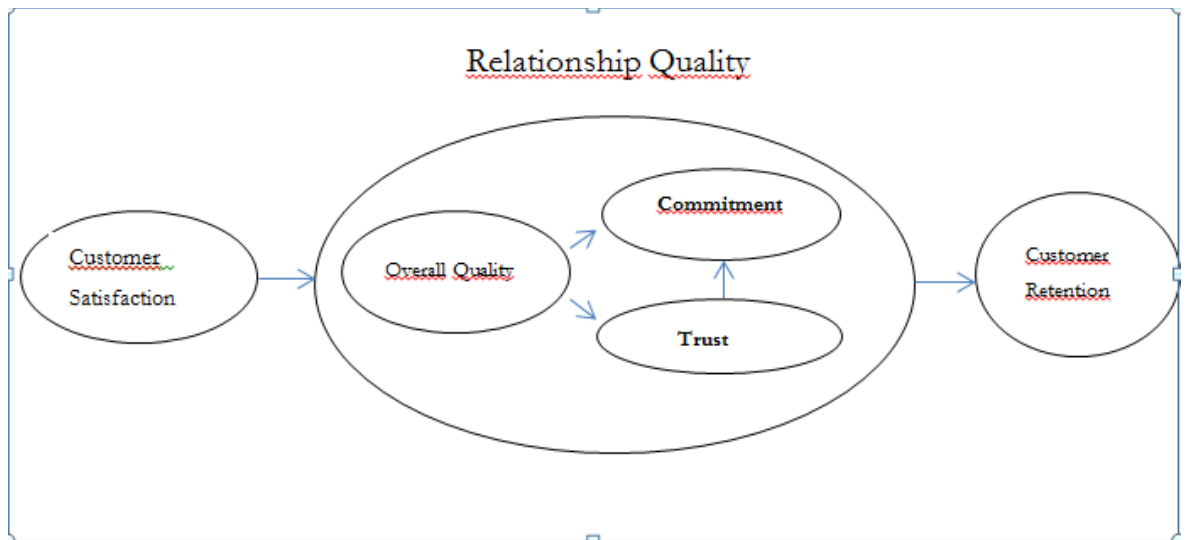 Relationship Quality
Commitment
Customer
Satisfaction
Overall Quality
Trust
Customer
Retention